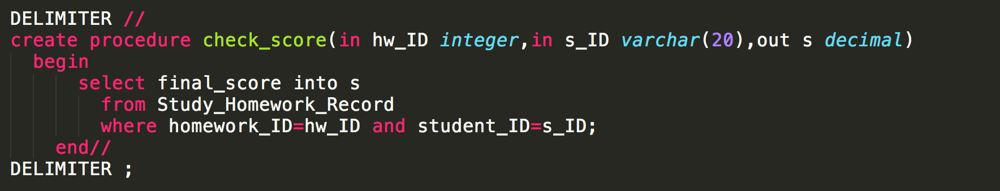 DELIMITER //
create procedure check_score(in hw_ID integer,in s_ID varchar(20),out s decimal)
begin
select final_score into s
from Study_Homework_Record
where homework_ID=hw_ID and student_ID=s_ID;
end//
DELIMITER ;